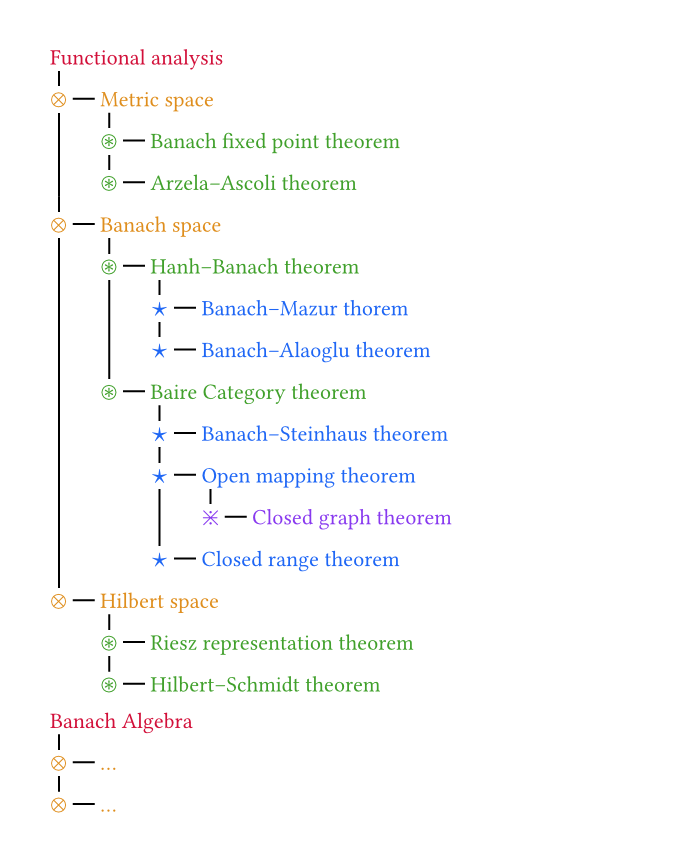 Functional analysis
⊗ Metric space
⊛ Banach fixed point theorem
⊛ Arzela–Ascoli theorem
⊗ Banach space
⊛ Hanh–Banach theorem
⋆ Banach–Mazur thorem
⋆ Banach–Alaoglu theorem
⊛ Baire Category theorem
⋆ Banach–Steinhaus theorem
⋆ Open mapping theorem
※ Closed graph theorem
⋆ Closed range theorem
⊗ Hilbert space
⊛ Riesz representation theorem
⊛ Hilbert–Schmidt theorem
Banach Algebra
⊗ ...
⊗ ...